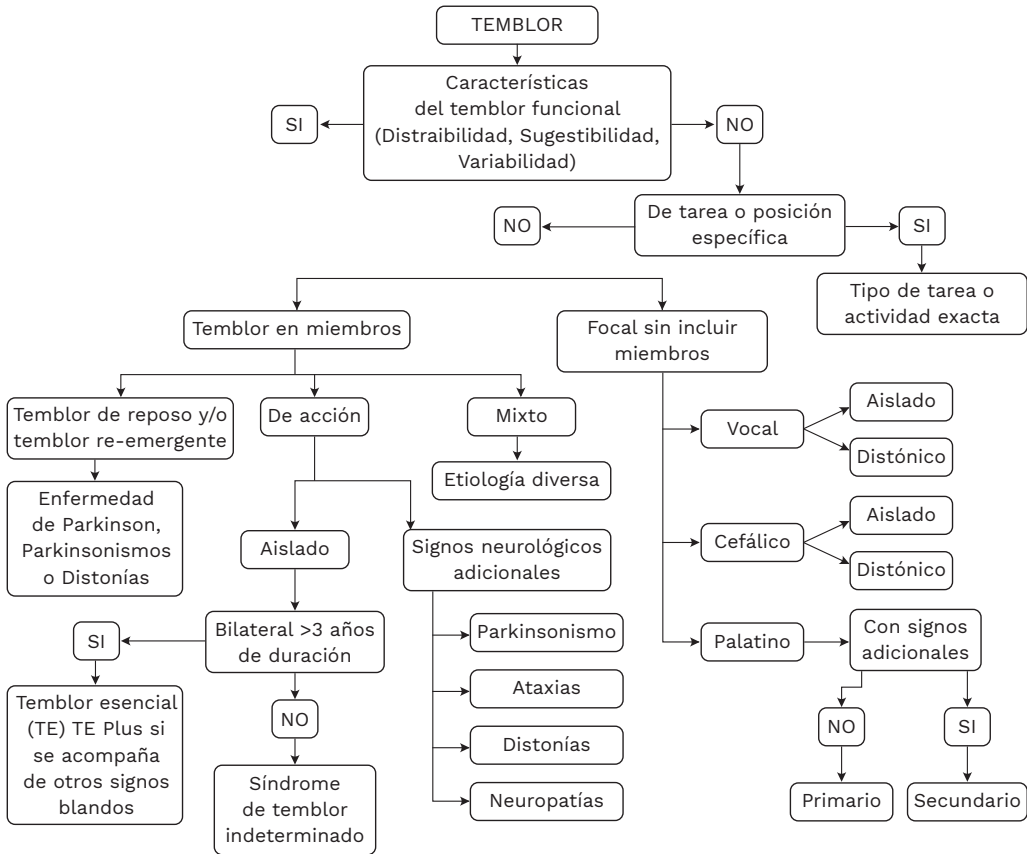 TEMBLOR
Características
del temblor funcional
(Distraibilidad, Sugestibilidad,
Variabilidad)
SI
NO
De tarea o posición
específica
NO
SI
Tipo de tarea o
actividad exacta
Temblor en miembros
Focal sin incluir
miembros
Temblor de reposo y/o
temblor re-emergente
De acción
Mixto
Enfermedad
de Parkinson,
Parkinsonismos
o Distonías
Etiología diversa
Aislado
Signos neurológicos
adicionales
Bilateral >3 años
de duración
SI
NO
Temblor esencial
(TE) TE Plus si
se acompaña
de otros signos
blandos
Síndrome
de temblor
indeterminado
Parkinsonismo
Ataxias
Distonías
Neuropatías
Vocal
Aislado
Distónico
Cefálico
Aislado
Distónico
Palatino
Con signos
adicionales
NO
SI
Primario
Secundario